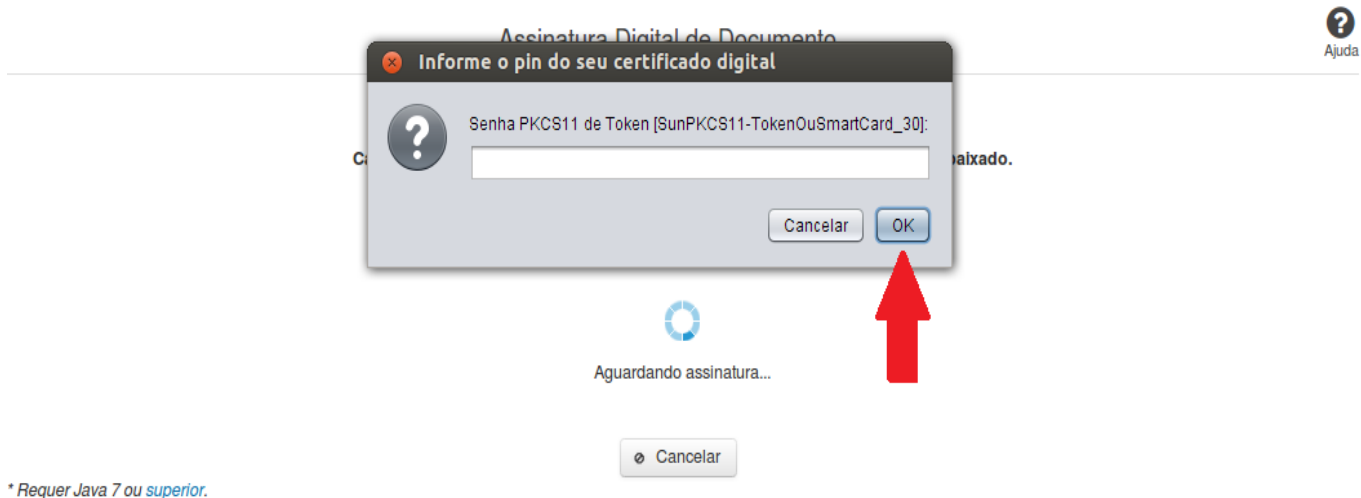 Assinatura Digital de Documento
Ajuda
Informe o pin do seu certificado digital
Senha PKCS11 de Token [SunPKCS11-TokenOuSmartCard_30]:
baixado.
Cancelar
OK
Aguardando assinatura...
Cancelar
* Requer Java 7 ou superior.